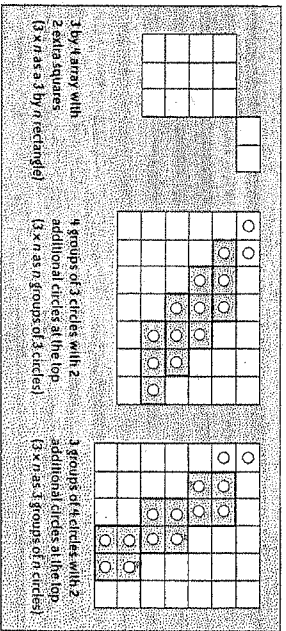 3 by 4 array with
2 extra squares
(3 × n as a 3 by n rectangle)
4 groups of 3 circles with 2
additional circles at the top
(3 × n as n groups of 3 circles)
3 groups of 4 circles with 2
additional circles at the top
(3 × n as 3 groups of n circles)